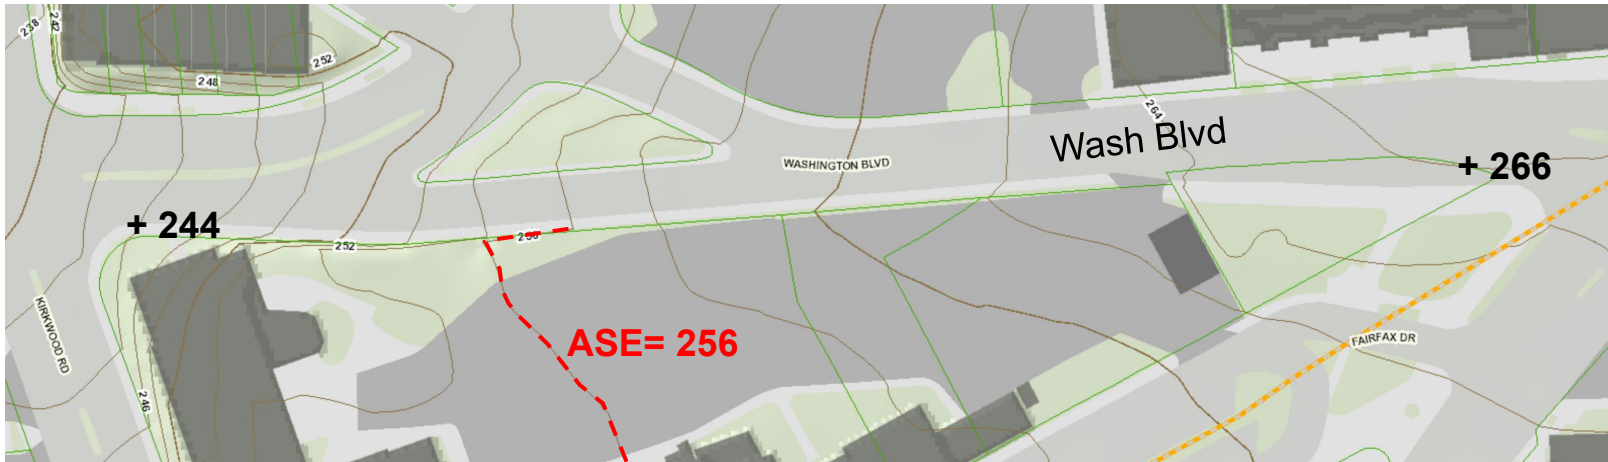 238
242
252
248
264
Wash Blvd
WASHINGTON BLVD
+ 266
+ 244
252
256
KIRKWOOD RD
ASE= 256
FAIRFAX DR
246